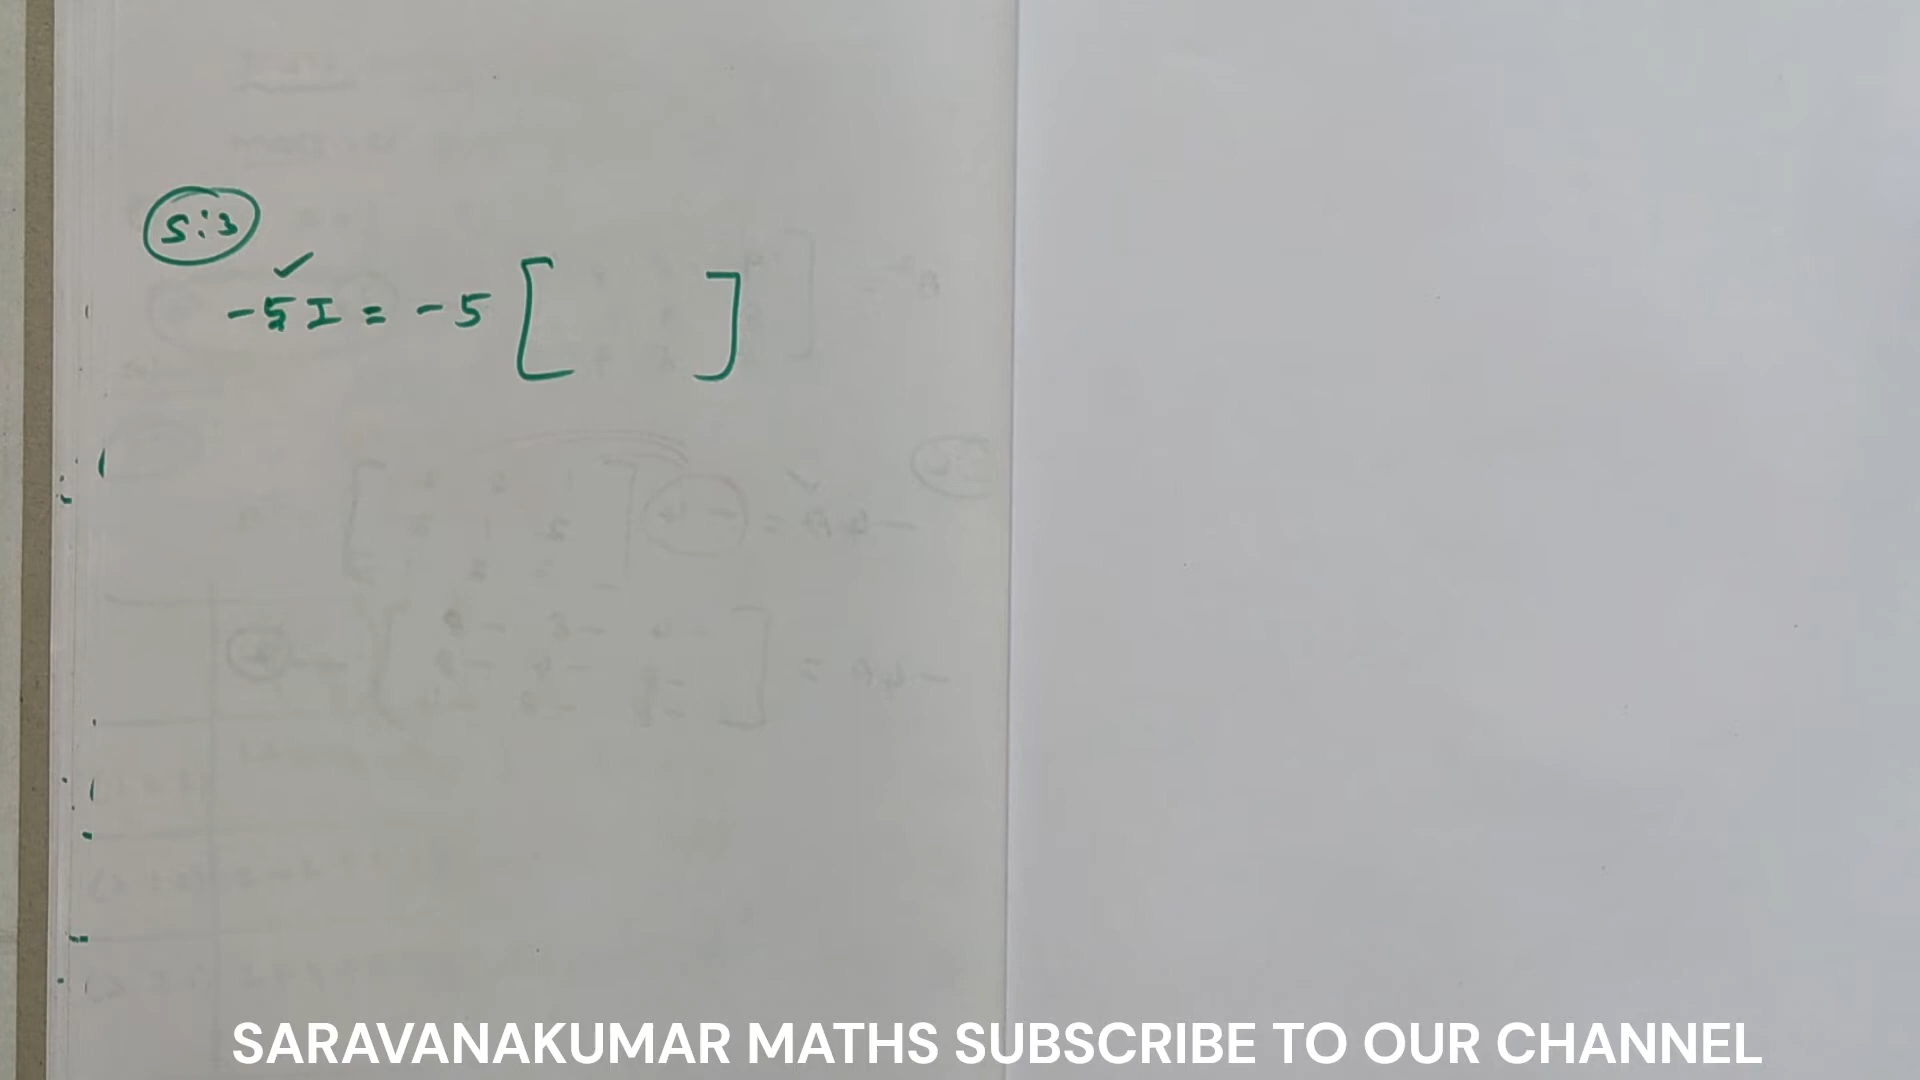 S:3
-5I = -5 [ ]
SARAVANAKUMAR MATHS SUBSCRIBE TO OUR CHANNEL